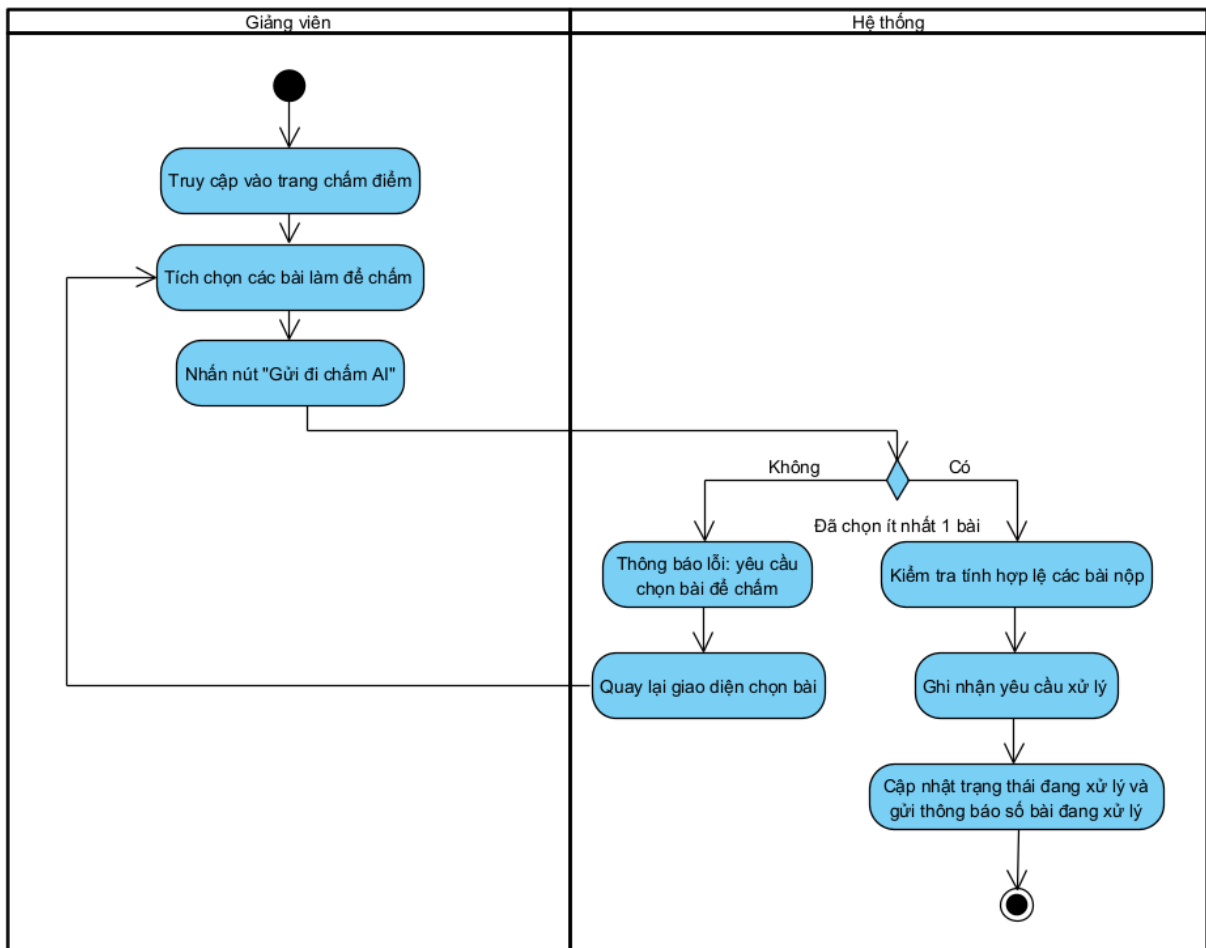 Giảng viên
Hệ thống
Truy cập vào trang chấm điểm
Tích chọn các bài làm để chấm
Nhấn nút "Gửi đi chấm AI"
Không
Có
Đã chọn ít nhất 1 bài
Thông báo lỗi: yêu cầu
chọn bài để chấm
Kiểm tra tính hợp lệ các bài nộp
Quay lại giao diện chọn bài
Ghi nhận yêu cầu xử lý
Cập nhật trạng thái đang xử lý và
gửi thông báo số bài đang xử lý